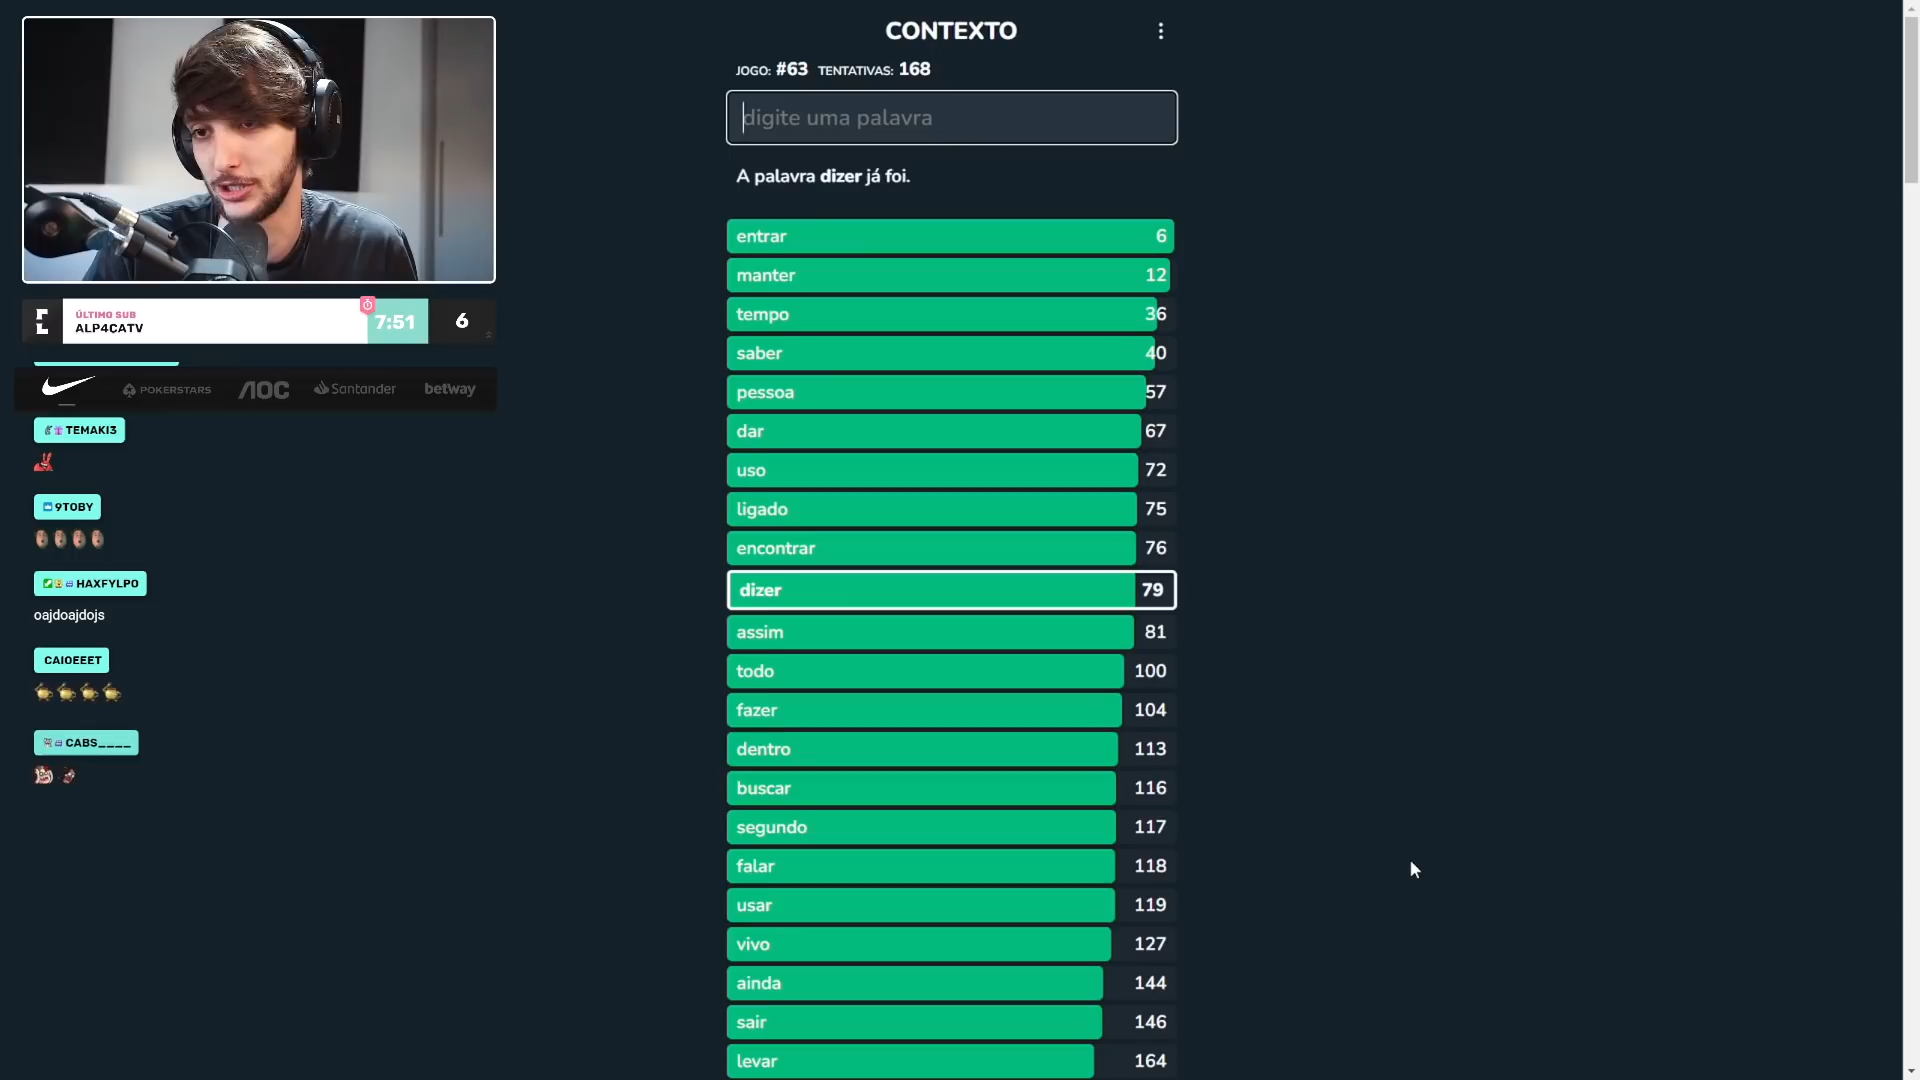 CONTEXTO
JOGO: #63 TENTATIVAS: 168
digite uma palavra
A palavra dizer já foi.
entrar 6
manter 12
tempo 36
saber 40
pessoa 57
dar 67
uso 72
ligado 75
encontrar 76
dizer 79
assim 81
todo 100
fazer 104
dentro 113
buscar 116
segundo 117
falar 118
usar 119
vivo 127
ainda 144
sair 146
levar 164
ÚLTIMO SUB
ALP4CATV
7:51
6
POKERSTARS AOC Santander betway
TEMAKI3
9TOBY
HAXFYLPO
oajdoajdojs
CAIOEEET
CABS____